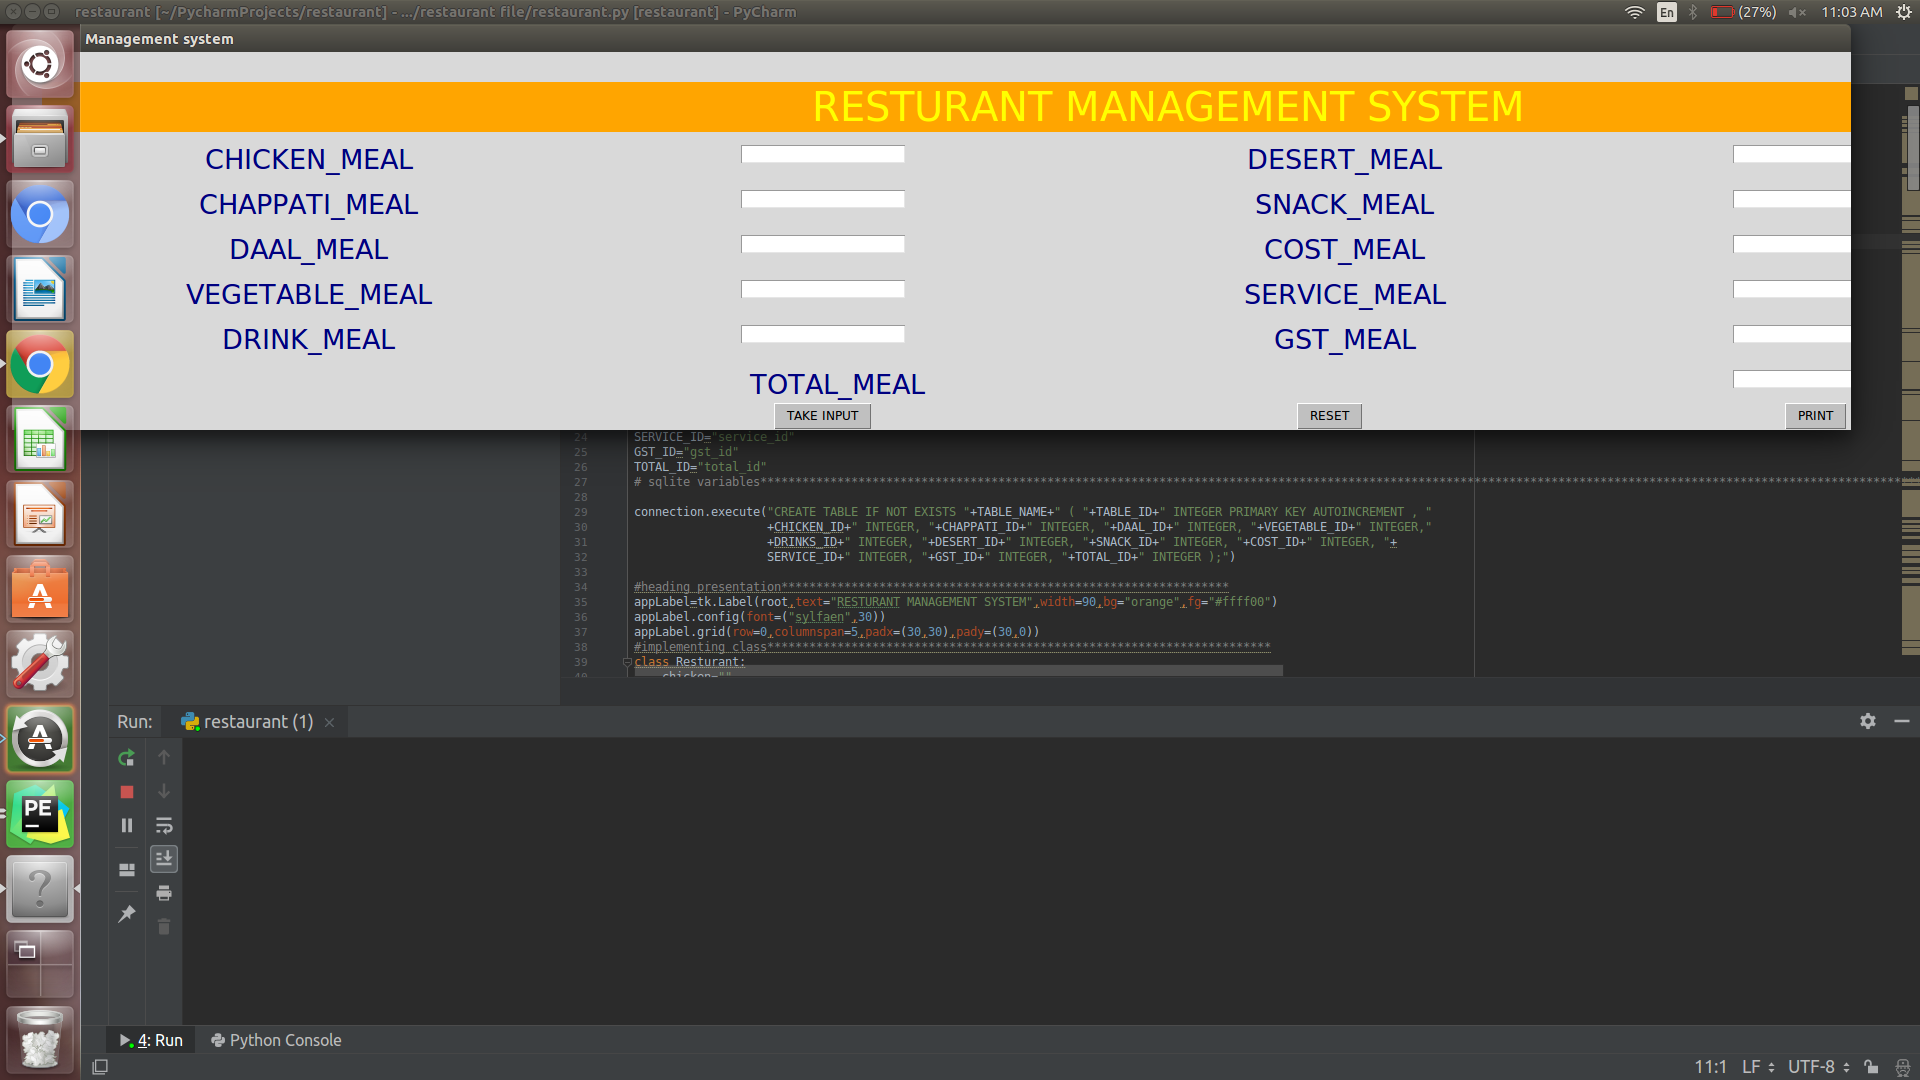 restaurant [~/PycharmProjects/restaurant] - .../restaurant file/restaurant.py [restaurant] - PyCharm
En (27%) 11:03 AM
Management system
RESTURANT MANAGEMENT SYSTEM
CHICKEN_MEAL DESERT_MEAL
CHAPPATI_MEAL SNACK_MEAL
DAAL_MEAL COST_MEAL
VEGETABLE_MEAL SERVICE_MEAL
DRINK_MEAL GST_MEAL
TOTAL_MEAL
TAKE INPUT RESET PRINT
24 SERVICE_ID="service_id"
25 GST_ID="gst_id"
26 TOTAL_ID="total_id"
27 # sqlite variables
28
29 connection.execute("CREATE TABLE IF NOT EXISTS "+TABLE_NAME+" ( "+TABLE_ID+" INTEGER PRIMARY KEY AUTOINCREMENT , "
30 +CHICKEN_ID+" INTEGER, "+CHAPPATI_ID+" INTEGER, "+DAAL_ID+" INTEGER, "+VEGETABLE_ID+" INTEGER,"
31 +DRINKS_ID+" INTEGER, "+DESERT_ID+" INTEGER, "+SNACK_ID+" INTEGER, "+COST_ID+" INTEGER, "+
32 SERVICE_ID+" INTEGER, "+GST_ID+" INTEGER, "+TOTAL_ID+" INTEGER );")
33
34 #heading presentation****************************************************************
35 appLabel=tk.Label(root,text="RESTURANT MANAGEMENT SYSTEM",width=90,bg="orange",fg="#ffff00")
36 appLabel.config(font=("sylfaen",30))
37 appLabel.grid(row=0,columnspan=5,padx=(30,30),pady=(30,0))
38 #implementing class************************************************************************
39 class Resturant:
40 chicken=""
Run: restaurant (1)
PE
4: Run Python Console
11:1 LF UTF-8